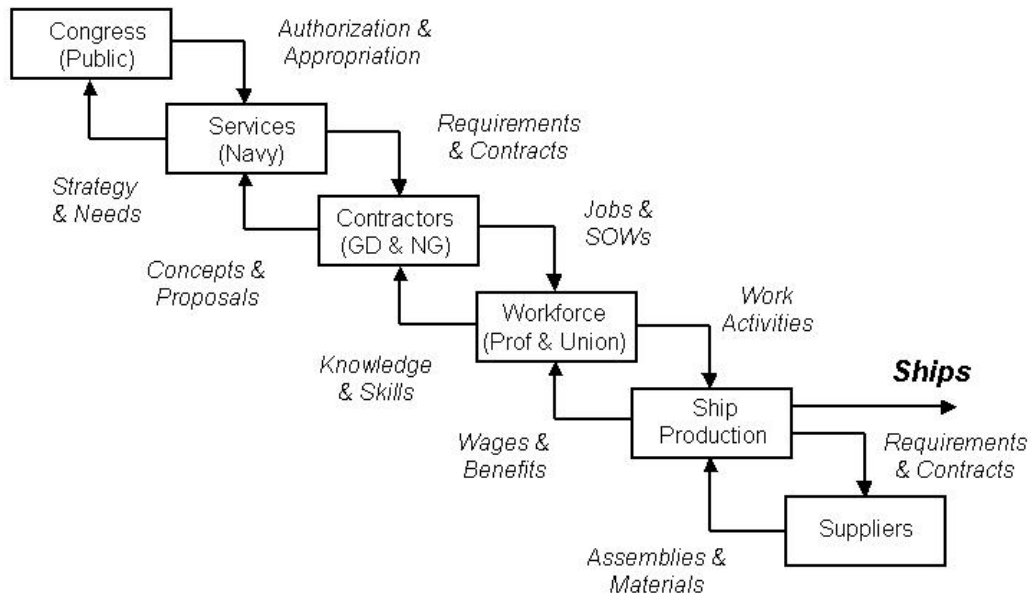 Congress
(Public)
Authorization &
Appropriation
Services
(Navy)
Requirements
& Contracts
Strategy
& Needs
Contractors
(GD & NG)
Jobs &
SOWs
Concepts &
Proposals
Workforce
(Prof & Union)
Work
Activities
Knowledge
& Skills
Ships
Ship
Production
Wages &
Benefits
Requirements
& Contracts
Suppliers
Assemblies &
Materials